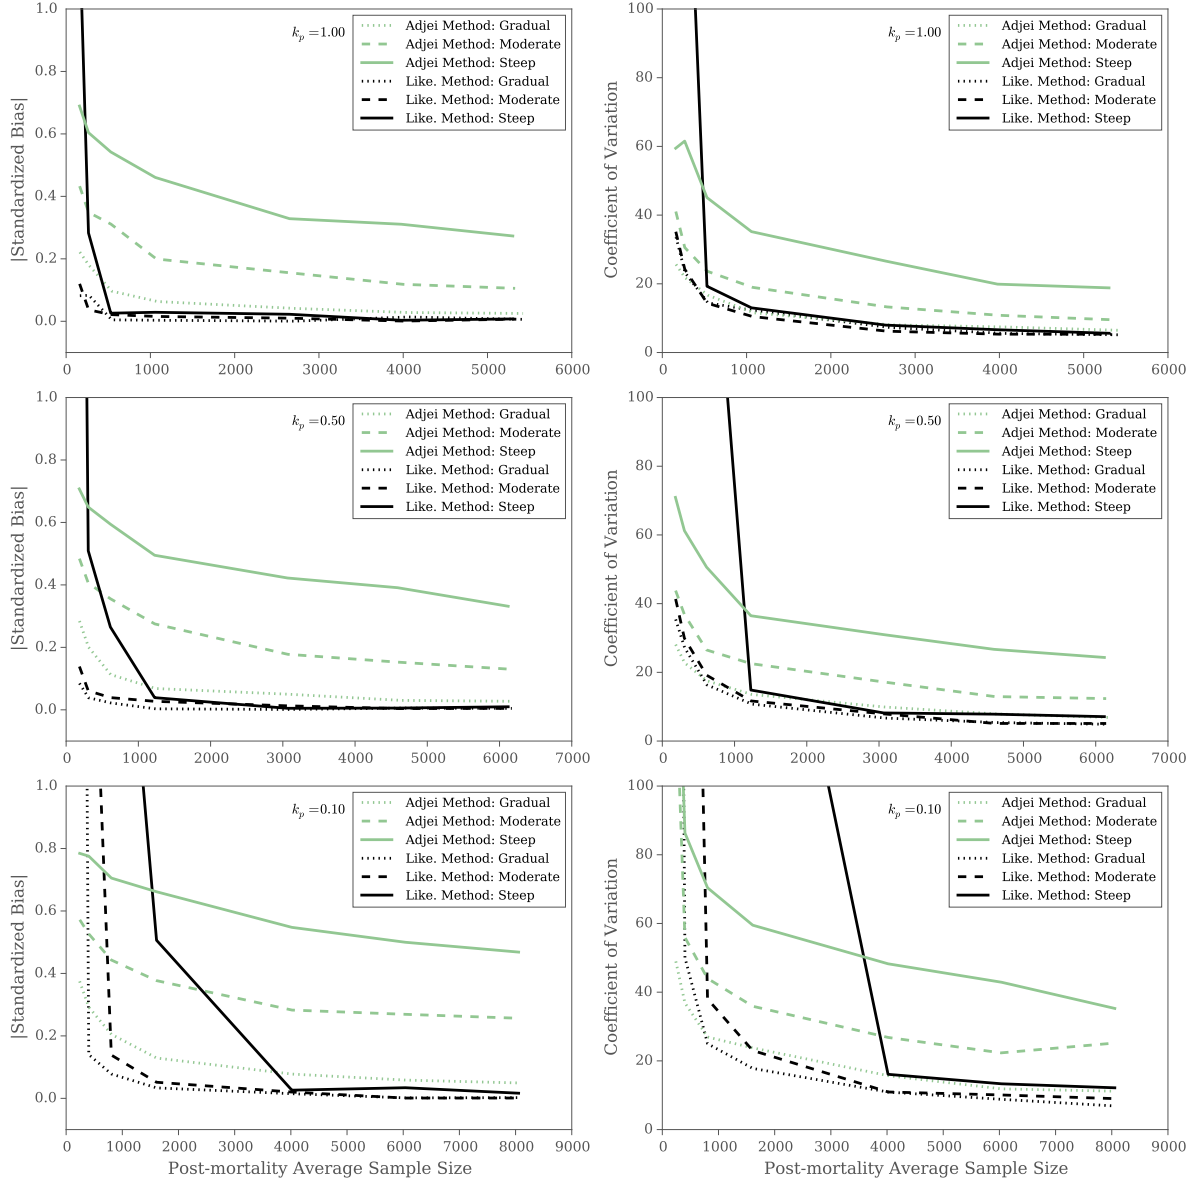 1.0
0.8
0.6
0.4
0.2
0.0
|Standardized Bias|
k_p = 1.00
Adjei Method: Gradual
Adjei Method: Moderate
Adjei Method: Steep
Like. Method: Gradual
Like. Method: Moderate
Like. Method: Steep
0 1000 2000 3000 4000 5000 6000
100
80
60
40
20
0
Coefficient of Variation
k_p = 1.00
Adjei Method: Gradual
Adjei Method: Moderate
Adjei Method: Steep
Like. Method: Gradual
Like. Method: Moderate
Like. Method: Steep
0 1000 2000 3000 4000 5000 6000
1.0
0.8
0.6
0.4
0.2
0.0
|Standardized Bias|
k_p = 0.50
Adjei Method: Gradual
Adjei Method: Moderate
Adjei Method: Steep
Like. Method: Gradual
Like. Method: Moderate
Like. Method: Steep
0 1000 2000 3000 4000 5000 6000 7000
100
80
60
40
20
0
Coefficient of Variation
k_p = 0.50
Adjei Method: Gradual
Adjei Method: Moderate
Adjei Method: Steep
Like. Method: Gradual
Like. Method: Moderate
Like. Method: Steep
0 1000 2000 3000 4000 5000 6000 7000
1.0
0.8
0.6
0.4
0.2
0.0
|Standardized Bias|
k_p = 0.10
Adjei Method: Gradual
Adjei Method: Moderate
Adjei Method: Steep
Like. Method: Gradual
Like. Method: Moderate
Like. Method: Steep
0 1000 2000 3000 4000 5000 6000 7000 8000 9000
Post-mortality Average Sample Size
100
80
60
40
20
0
Coefficient of Variation
k_p = 0.10
Adjei Method: Gradual
Adjei Method: Moderate
Adjei Method: Steep
Like. Method: Gradual
Like. Method: Moderate
Like. Method: Steep
0 1000 2000 3000 4000 5000 6000 7000 8000 9000
Post-mortality Average Sample Size